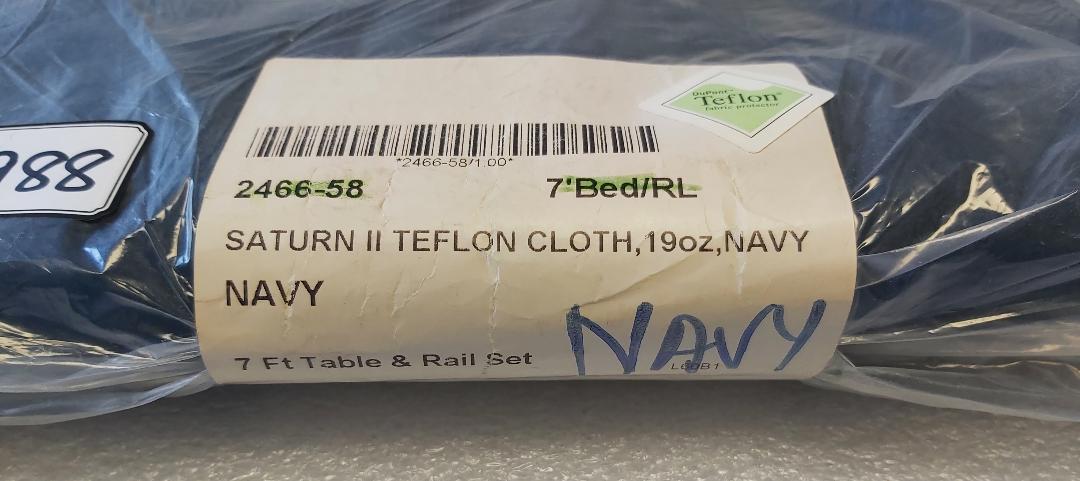 DuPont™
Teflon®
fabric protector
988
*2466-58/1.00*
2466-58 7'Bed/RL
SATURN II TEFLON CLOTH,19oz,NAVY
NAVY
NAVY
7 Ft Table & Rail Set